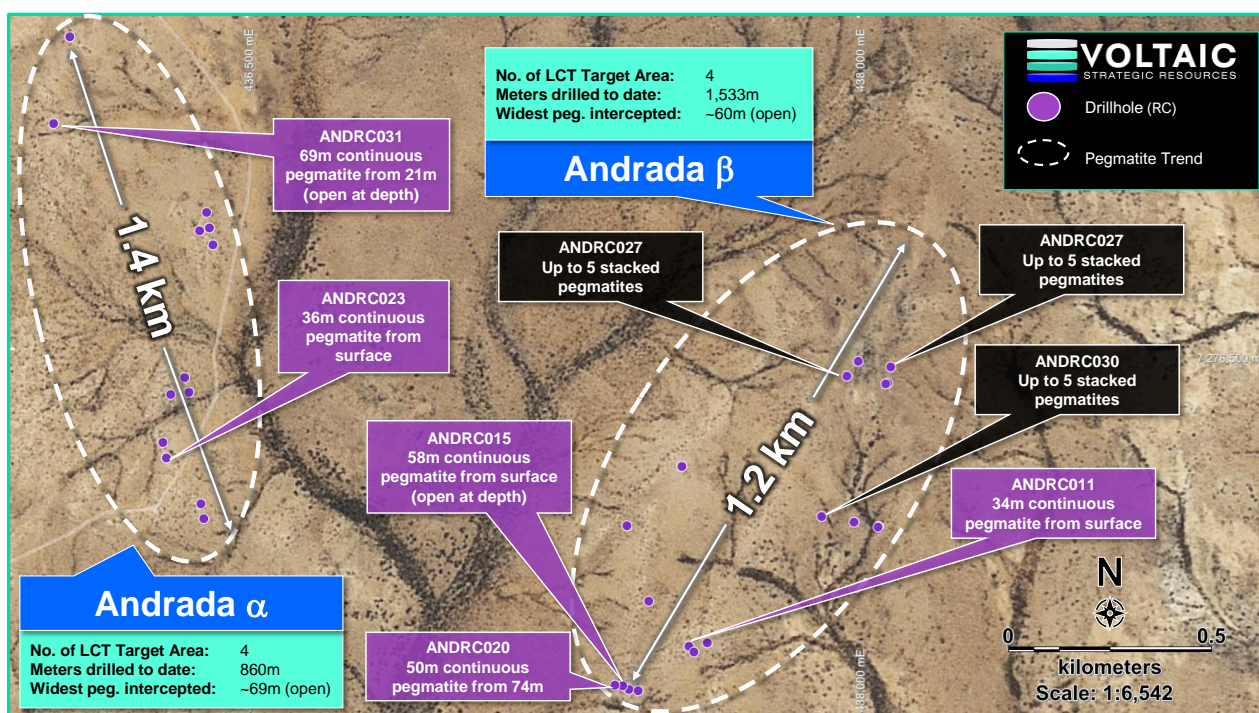 436,500 mE
438,000 mE
VOLTAIC
STRATEGIC RESOURCES
Drillhole (RC)
Pegmatite Trend
No. of LCT Target Area: 4
Meters drilled to date: 1,533m
Widest peg. intercepted: ~60m (open)
Andrada β
ANDRC031
69m continuous
pegmatite from 21m
(open at depth)
1.4 km
ANDRC027
Up to 5 stacked
pegmatites
ANDRC027
Up to 5 stacked
pegmatites
ANDRC023
36m continuous
pegmatite from
surface
7,276,500 m
ANDRC030
Up to 5 stacked
pegmatites
ANDRC015
58m continuous
pegmatite from surface
(open at depth)
1.2 km
ANDRC011
34m continuous
pegmatite from surface
Andrada α
No. of LCT Target Area: 4
Meters drilled to date: 860m
Widest peg. intercepted: ~69m (open)
ANDRC020
50m continuous
pegmatite from 74m
438,000 mE
N
0 0.5
kilometers
Scale: 1:6,542